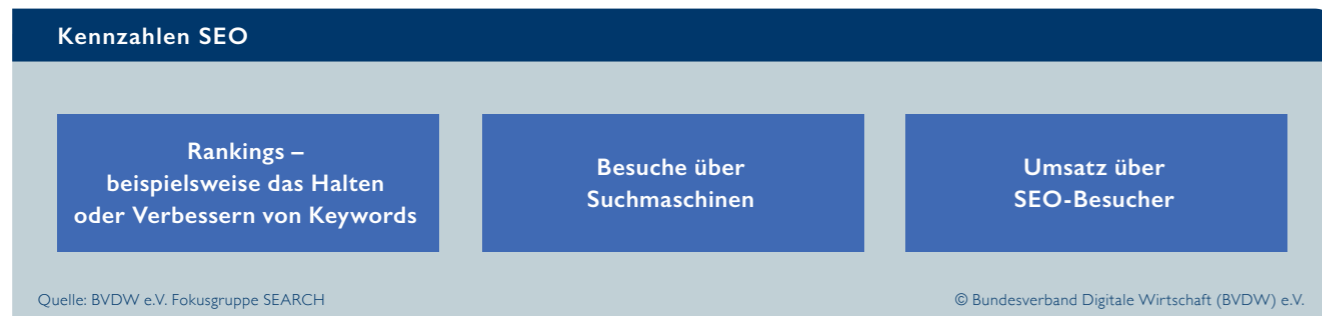 Kennzahlen SEO
Rankings –
beispielsweise das Halten
oder Verbessern von Keywords
Besuche über
Suchmaschinen
Umsatz über
SEO-Besucher
Quelle: BVDW e.V. Fokusgruppe SEARCH
© Bundesverband Digitale Wirtschaft (BVDW) e.V.